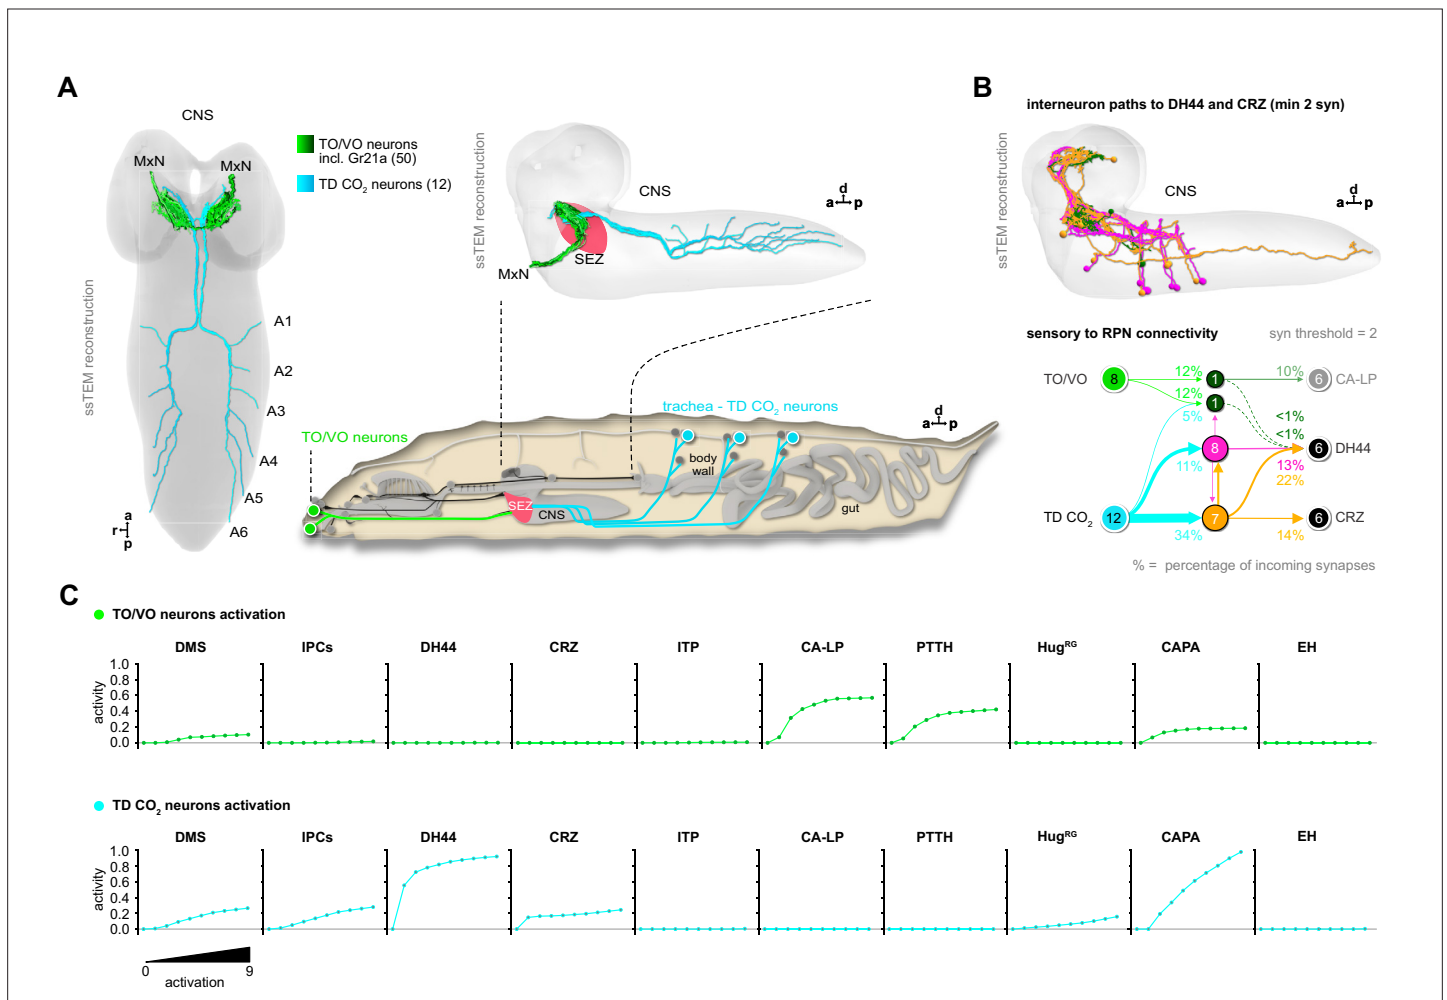 A
CNS
MxN
MxN
ssTEM reconstruction
A1
A2
A3
A4
A5
A6
a
r
p
TO/VO neurons
incl. Gr21a (50)
TD CO2 neurons (12)
ssTEM reconstruction
CNS
SEZ
MxN
d
a
p
TO/VO neurons
trachea - TD CO2 neurons
d
a
p
body
wall
SEZ
CNS
gut
B
interneuron paths to DH44 and CRZ (min 2 syn)
ssTEM reconstruction
CNS
d
a
p
sensory to RPN connectivity
syn threshold = 2
TO/VO
8
12%
1
10%
6
CA-LP
12%
1
5%
<1%
<1%
8
6
DH44
11%
13%
22%
TD CO2
12
7
6
CRZ
34%
14%
% = percentage of incoming synapses
C
TO/VO neurons activation
DMS
IPCs
DH44
CRZ
ITP
CA-LP
PTTH
HugRG
CAPA
EH
activity
1.0
0.8
0.6
0.4
0.2
0.0
TD CO2 neurons activation
DMS
IPCs
DH44
CRZ
ITP
CA-LP
PTTH
HugRG
CAPA
EH
activity
1.0
0.8
0.6
0.4
0.2
0.0
0
9
activation